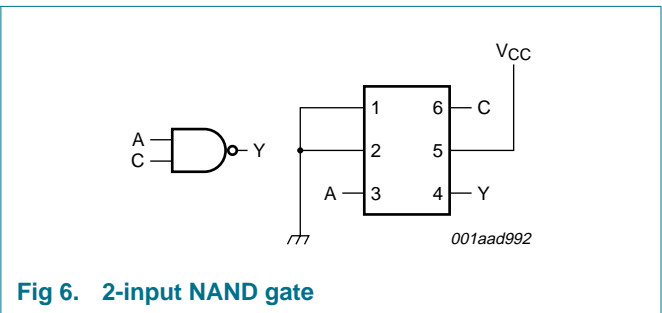 VCC
A
C
Y
1
2
A
3
6
C
5
4
Y
001aad992
Fig 6. 2-input NAND gate